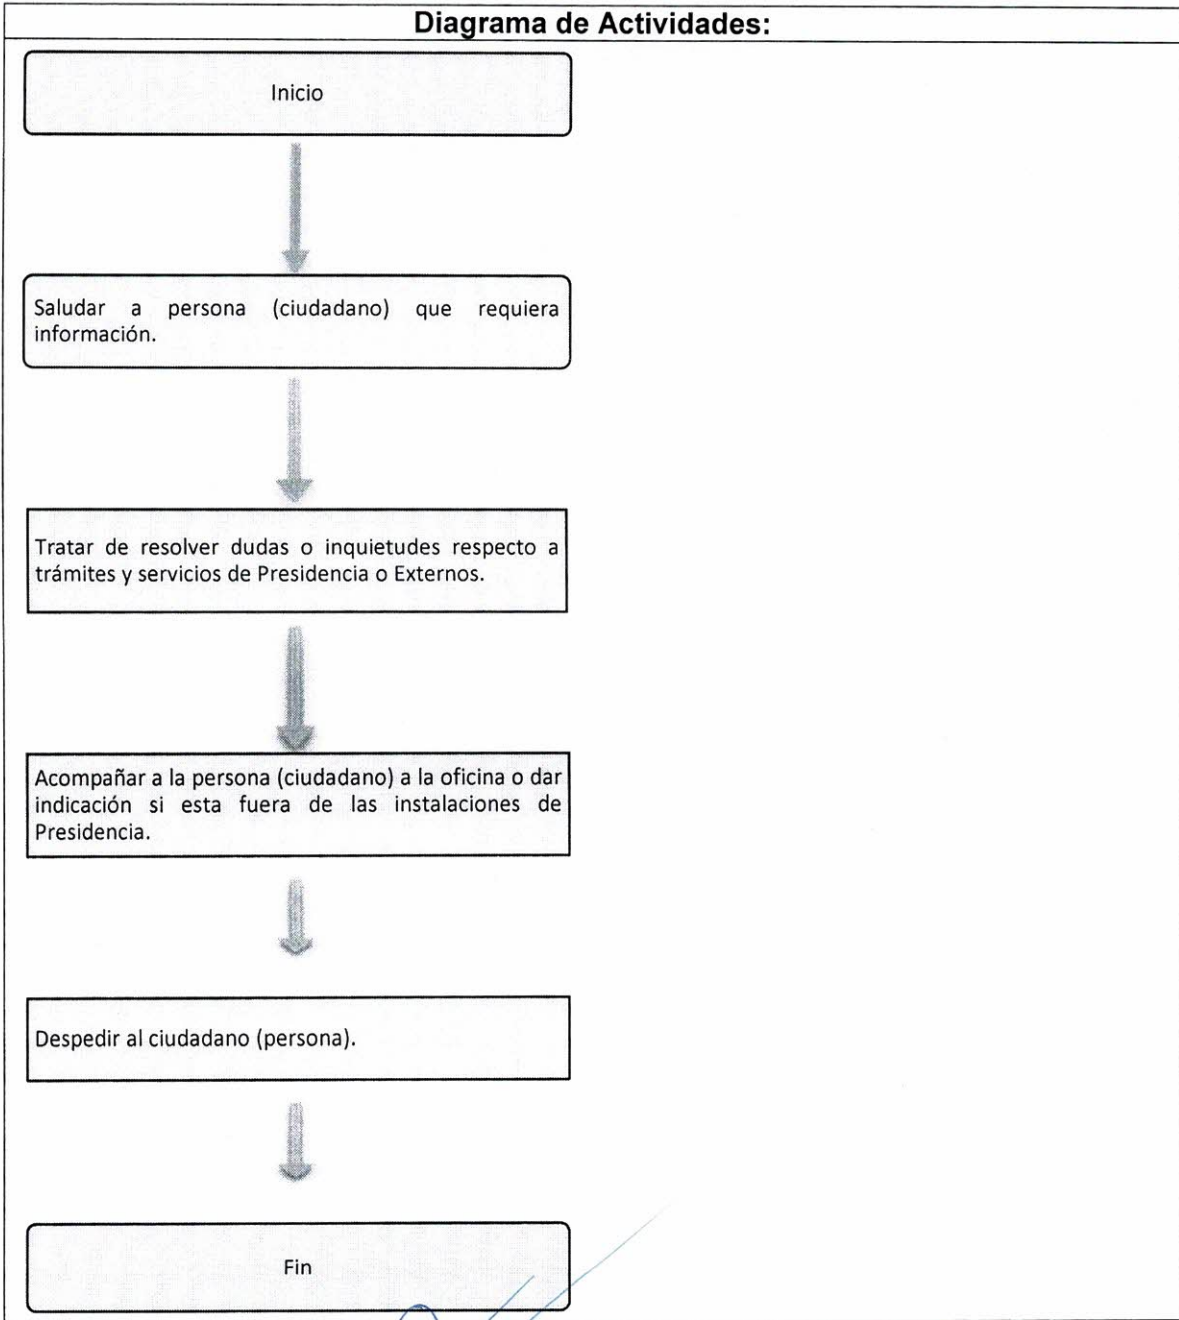 Diagrama de Actividades:
Inicio
Saludar a persona (ciudadano) que requiera
información.
Tratar de resolver dudas o inquietudes respecto a
trámites y servicios de Presidencia o Externos.
Acompañar a la persona (ciudadano) a la oficina o dar
indicación si esta fuera de las instalaciones de
Presidencia.
Despedir al ciudadano (persona).
Fin